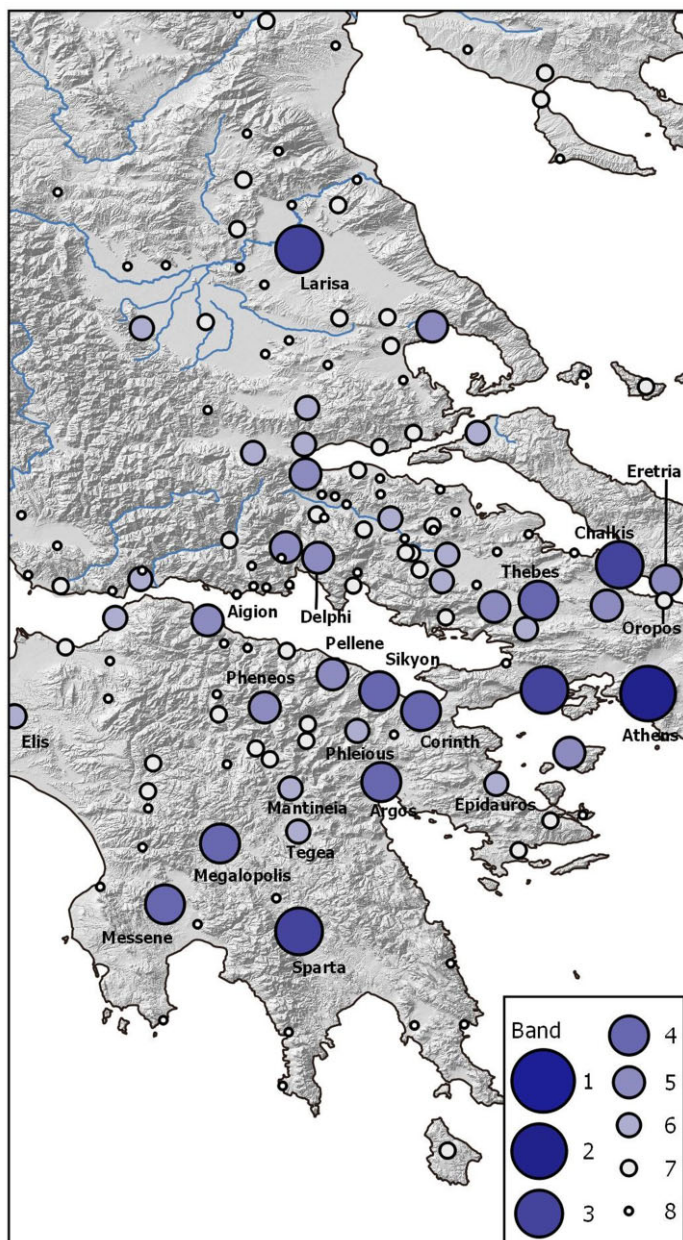 Larisa
Eretria
Chalkis
Thebes
Aigion
Delphi
Oropos
Pellene
Sikyon
Pheneos
Elis
Phleious
Corinth
Athens
Mantineia
Argos
Epidauros
Tegea
Megalopolis
Messene
Sparta
Band
1
2
3
4
5
6
7
8